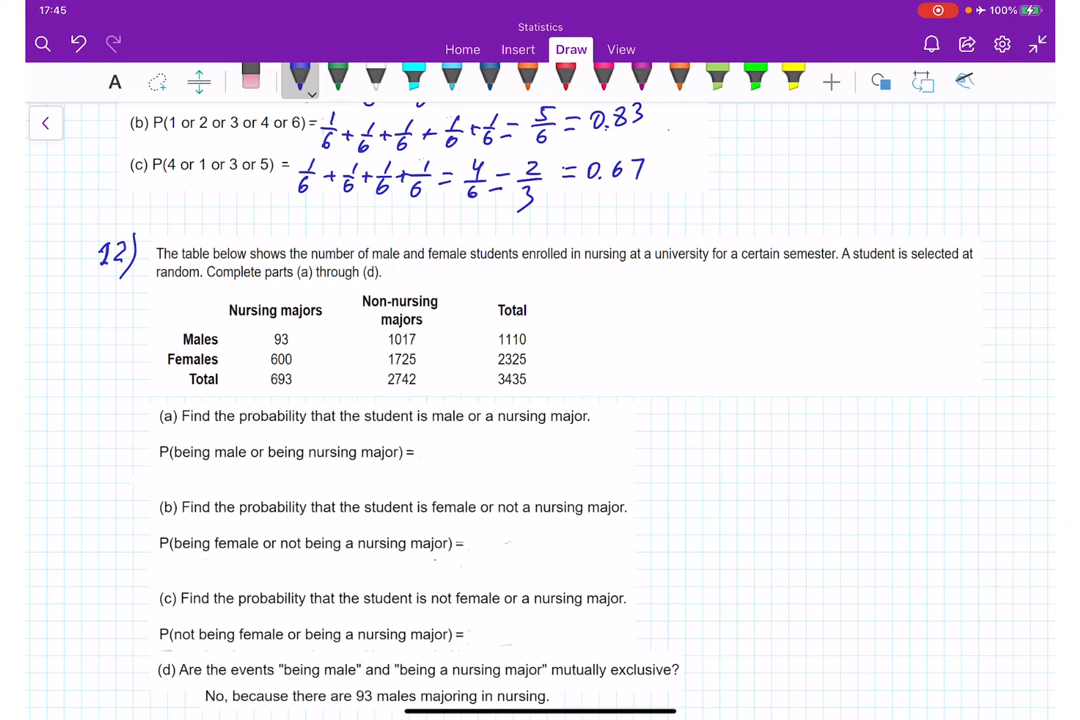 17:45
100%
Statistics
Home Insert Draw View
A
(b) P(1 or 2 or 3 or 4 or 6) = 1/6 + 1/6 + 1/6 + 1/6 + 1/6 = 5/6 = 0.83
(c) P(4 or 1 or 3 or 5) = 1/6 + 1/6 + 1/6 + 1/6 = 4/6 = 2/3 = 0.67
12) The table below shows the number of male and female students enrolled in nursing at a university for a certain semester. A student is selected at
random. Complete parts (a) through (d).
Nursing majors Non-nursing majors Total
Males 93 1017 1110
Females 600 1725 2325
Total 693 2742 3435
(a) Find the probability that the student is male or a nursing major.
P(being male or being nursing major) =
(b) Find the probability that the student is female or not a nursing major.
P(being female or not being a nursing major) =
(c) Find the probability that the student is not female or a nursing major.
P(not being female or being a nursing major) =
(d) Are the events "being male" and "being a nursing major" mutually exclusive?
No, because there are 93 males majoring in nursing.